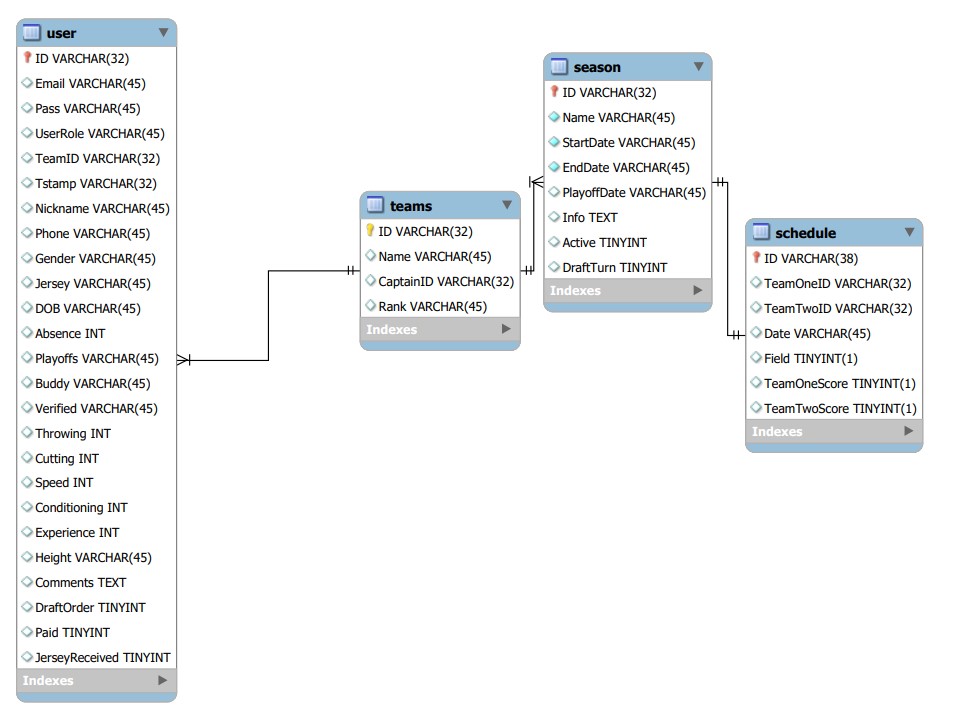 user
ID VARCHAR(32)
Email VARCHAR(45)
Pass VARCHAR(45)
UserRole VARCHAR(45)
TeamID VARCHAR(32)
Tstamp VARCHAR(32)
Nickname VARCHAR(45)
Phone VARCHAR(45)
Gender VARCHAR(45)
Jersey VARCHAR(45)
DOB VARCHAR(45)
Absence INT
Playoffs VARCHAR(45)
Buddy VARCHAR(45)
Verified VARCHAR(45)
Throwing INT
Cutting INT
Speed INT
Conditioning INT
Experience INT
Height VARCHAR(45)
Comments TEXT
DraftOrder TINYINT
Paid TINYINT
JerseyReceived TINYINT
Indexes
teams
ID VARCHAR(32)
Name VARCHAR(45)
CaptainID VARCHAR(32)
Rank VARCHAR(45)
Indexes
season
ID VARCHAR(32)
Name VARCHAR(45)
StartDate VARCHAR(45)
EndDate VARCHAR(45)
PlayoffDate VARCHAR(45)
Info TEXT
Active TINYINT
DraftTurn TINYINT
Indexes
schedule
ID VARCHAR(38)
TeamOneID VARCHAR(32)
TeamTwoID VARCHAR(32)
Date VARCHAR(45)
Field TINYINT(1)
TeamOneScore TINYINT(1)
TeamTwoScore TINYINT(1)
Indexes